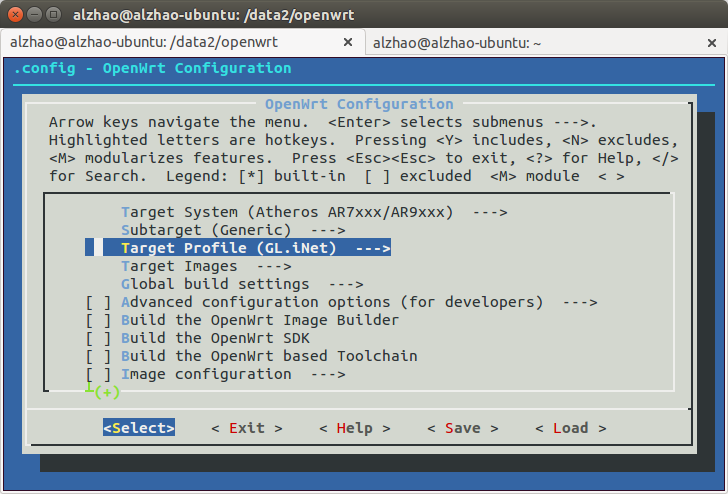 alzhao@alzhao-ubuntu: /data2/openwrt
alzhao@alzhao-ubuntu: /data2/openwrt × alzhao@alzhao-ubuntu: ~ ×
.config - OpenWrt Configuration
OpenWrt Configuration
Arrow keys navigate the menu.  <Enter> selects submenus --->.
Highlighted letters are hotkeys.  Pressing <Y> includes, <N> excludes,
<M> modularizes features.  Press <Esc><Esc> to exit, <?> for Help, </>
for Search.  Legend: [*] built-in  [ ] excluded  <M> module  < >
Target System (Atheros AR7xxx/AR9xxx)  --->
Subtarget (Generic)  --->
Target Profile (GL.iNet)  --->
Target Images  --->
Global build settings  --->
[ ] Advanced configuration options (for developers)  --->
[ ] Build the OpenWrt Image Builder
[ ] Build the OpenWrt SDK
[ ] Build the OpenWrt based Toolchain
[ ] Image configuration  --->
┴(+)
<Select>    < Exit >    < Help >    < Save >    < Load >